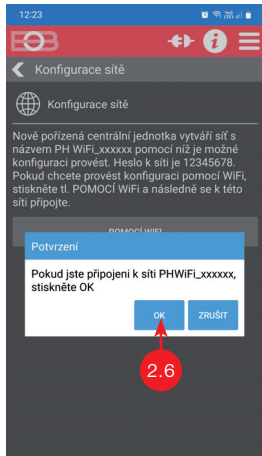 12:23
EOB
Konfigurace sítě
Konfigurace sítě
Nově pořízená centrální jednotka vytváří síť s
názvem PH WiFi_xxxxxx pomocí níž je možné
konfiguraci provést. Heslo k síti je 12345678.
Pokud chcete provést konfiguraci pomocí WiFi,
stiskněte tl. POMOCÍ WiFi a následně se k této
síti připojte.
POMOCÍ WIFI
Potvrzení
Pokud jste připojeni k síti PHWiFi_xxxxxx,
stiskněte OK
OK
ZRUŠIT
2.6